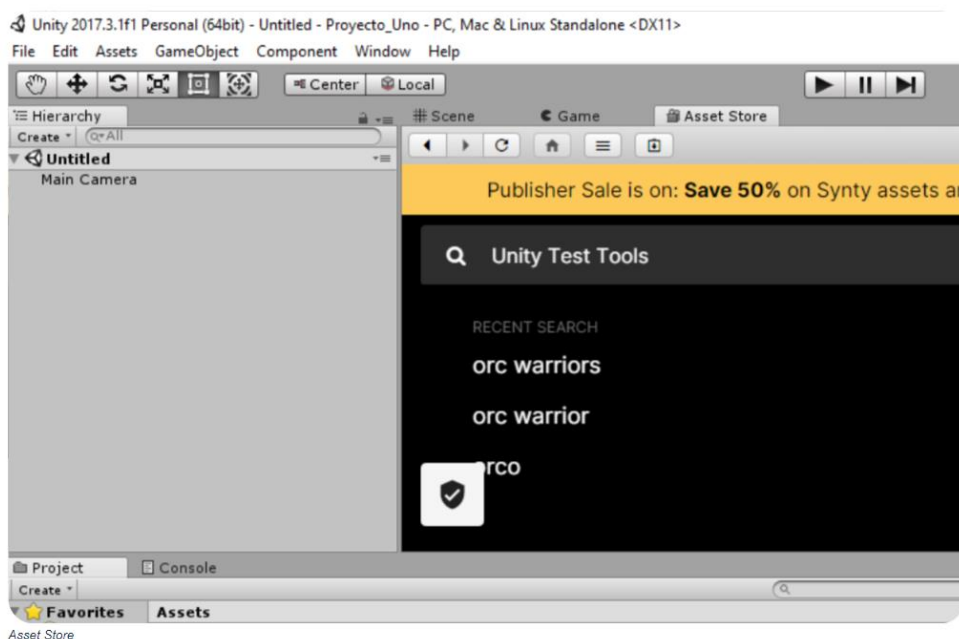 Unity 2017.3.1f1 Personal (64bit) - Untitled - Proyecto_Uno - PC, Mac & Linux Standalone <DX11>
File Edit Assets GameObject Component Window Help
Center Local
Hierarchy
Create All
Untitled
Main Camera
Scene Game Asset Store
Publisher Sale is on: Save 50% on Synty assets
Unity Test Tools
RECENT SEARCH
orc warriors
orc warrior
orco
Project Console
Create
Favorites Assets
Asset Store